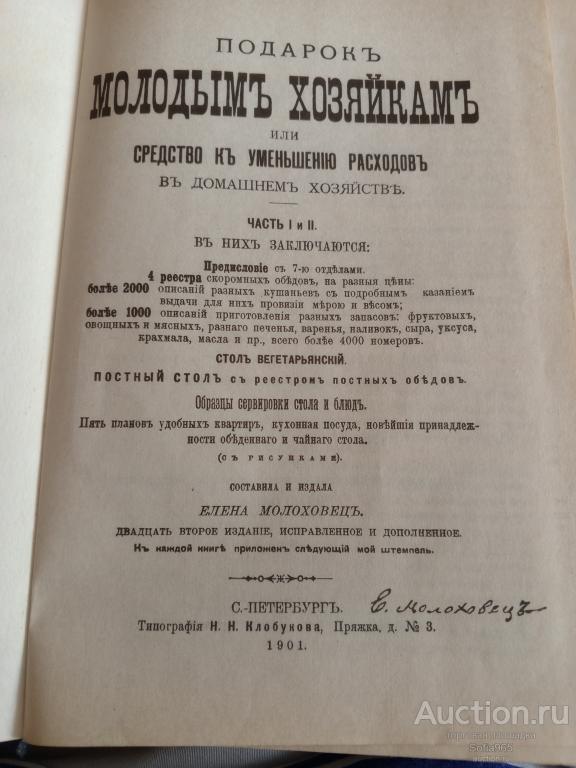 ПОДАРОКЪ
МОЛОДЫМЪ ХОЗЯЙКАМЪ
ИЛИ
СРЕДСТВО КЪ УМЕНЬШЕНІЮ РАСХОДОВЪ
ВЪ ДОМАШНЕМЪ ХОЗЯЙСТВѢ.
ЧАСТЬ I и II.
ВЪ НИХЪ ЗАКЛЮЧАЮТСЯ:
Предисловіе съ 7-ю отдѣлами.
4 реестра скоромныхъ обѣдовъ, на разныя цѣны:
болѣе 2000 описаній разныхъ кушаньевъ съ подробнымъ казаніемъ
выдачи для нихъ провизіи мѣрою и вѣсомъ;
болѣе 1000 описаній приготовленія разныхъ запасовъ: фруктовыхъ,
овощныхъ и мясныхъ, разнаго печенья, варенья, наливокъ, сыра, уксуса,
крахмала, масла и пр., всего болѣе 4000 номеровъ.
СТОЛЪ ВЕГЕТАРЬЯНСКІЙ.
ПОСТНЫЙ СТОЛЪ съ реестромъ постныхъ обѣдовъ.
Образцы сервировки стола и блюдъ.
Пять плановъ удобныхъ квартиръ, кухонная посуда, новѣйшія принадлеж-
ности обѣденнаго и чайнаго стола.
(СЪ РИСУНКАМИ).
СОСТАВИЛА И ИЗДАЛА
ЕЛЕНА МОЛОХОВЕЦЪ.
ДВАДЦАТЬ ВТОРОЕ ИЗДАНІЕ, ИСПРАВЛЕННОЕ И ДОПОЛНЕННОЕ.
Къ каждой книгѣ приложенъ слѣдующій мой штемпель.
С.-ПЕТЕРБУРГЪ. Е. Молоховецъ
Типографія Н. Н. Клобукова, Пряжка, д. № 3.
1901.
Auction.ru
торговая площадка
Sofia965
auction.ru